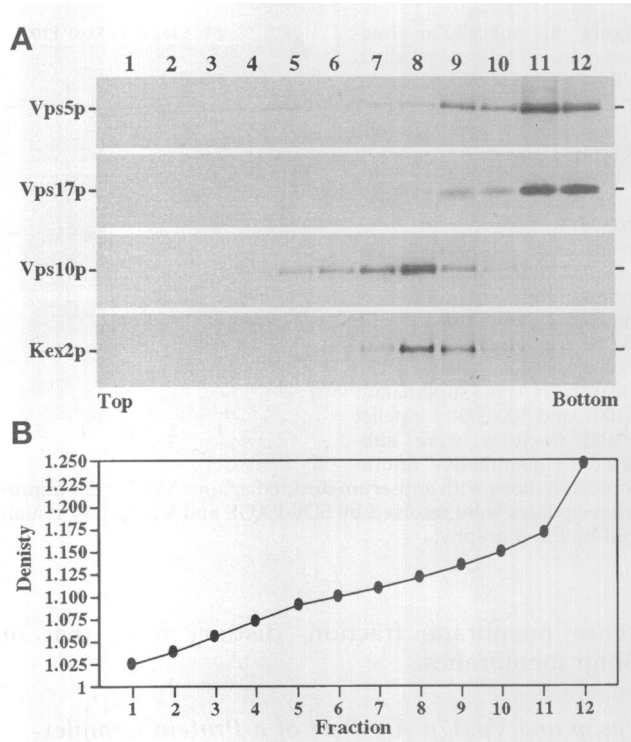 A
1 2 3 4 5 6 7 8 9 10 11 12
Vps5p
Vps17p
Vps10p
Kex2p
Top Bottom
B
1.250
1.225
1.200
1.175
1.150
1.125
1.100
1.075
1.050
1.025
1
Denisty
1 2 3 4 5 6 7 8 9 10 11 12
Fraction